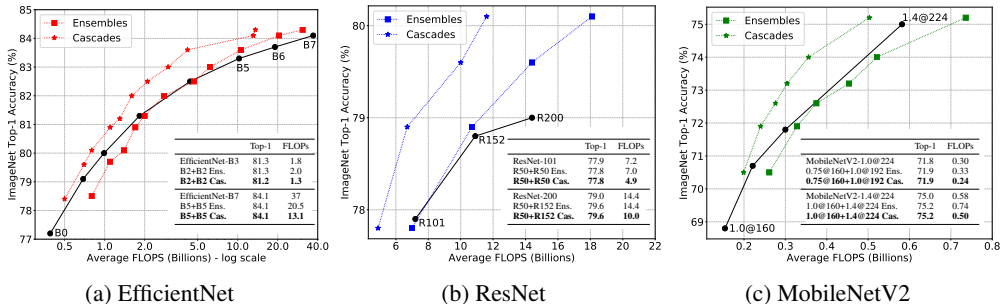 Ensembles
Cascades
ImageNet Top-1 Accuracy (%)
85
84
83
82
81
80
79
78
77
B0
B5
B6
B7
Top-1 FLOPs
EfficientNet-B3 81.3 1.8
B2+B2 Ens. 81.3 2.0
B2+B2 Cas. 81.2 1.3
EfficientNet-B7 84.1 37
B5+B5 Ens. 84.1 20.5
B5+B5 Cas. 84.1 13.1
0.5 1.0 2.0 5.0 10.0 20.0 40.0
Average FLOPS (Billions) - log scale
(a) EfficientNet
Ensembles
Cascades
ImageNet Top-1 Accuracy (%)
80
79
78
R101
R152
R200
Top-1 FLOPs
ResNet-101 77.9 7.2
R50+R50 Ens. 77.8 7.0
R50+R50 Cas. 77.8 4.9
ResNet-200 79.0 14.4
R50+R152 Ens. 79.6 14.4
R50+R152 Cas. 79.6 10.0
6 8 10 12 14 16 18 20 22
Average FLOPS (Billions)
(b) ResNet
Ensembles
Cascades
ImageNet Top-1 Accuracy (%)
75
74
73
72
71
70
69
1.0@160
1.4@224
Top-1 FLOPs
MobileNetV2-1.0@224 71.8 0.30
0.75@160+1.0@192 Ens. 71.9 0.33
0.75@160+1.0@192 Cas. 71.9 0.24
MobileNetV2-1.4@224 75.0 0.58
1.0@160+1.4@224 Ens. 75.2 0.74
1.0@160+1.4@224 Cas. 75.2 0.50
0.2 0.3 0.4 0.5 0.6 0.7 0.8
Average FLOPS (Billions)
(c) MobileNetV2